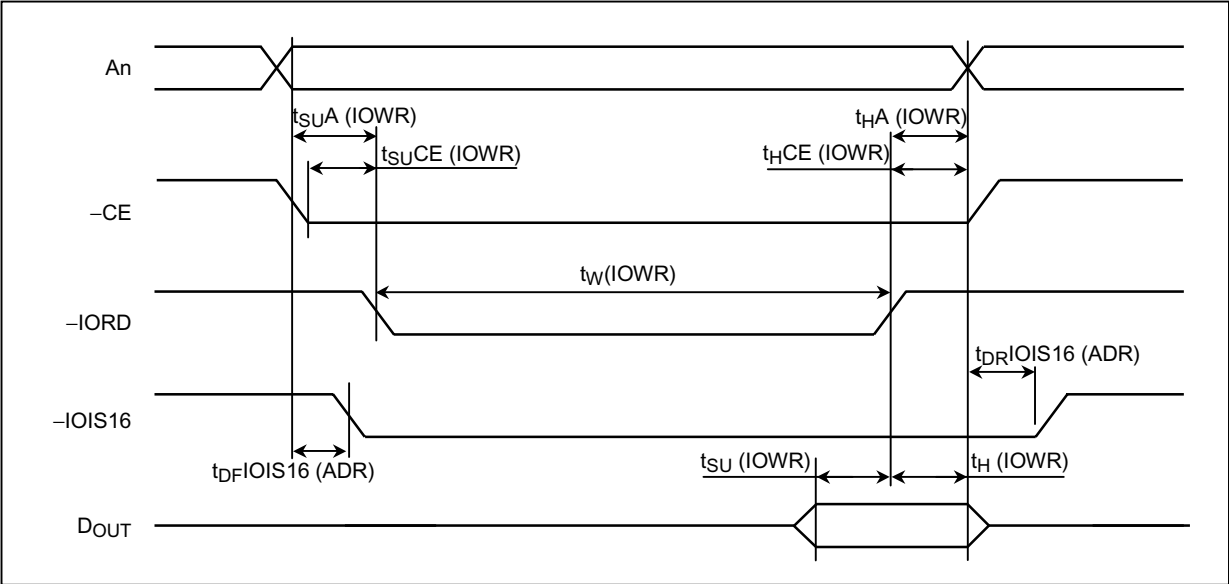 An
tSUA (IOWR)
tHA (IOWR)
tSUCE (IOWR)
tHCE (IOWR)
−CE
tW(IOWR)
−IORD
tDRIOIS16 (ADR)
−IOIS16
tDFIOIS16 (ADR)
tSU (IOWR)
tH (IOWR)
DOUT